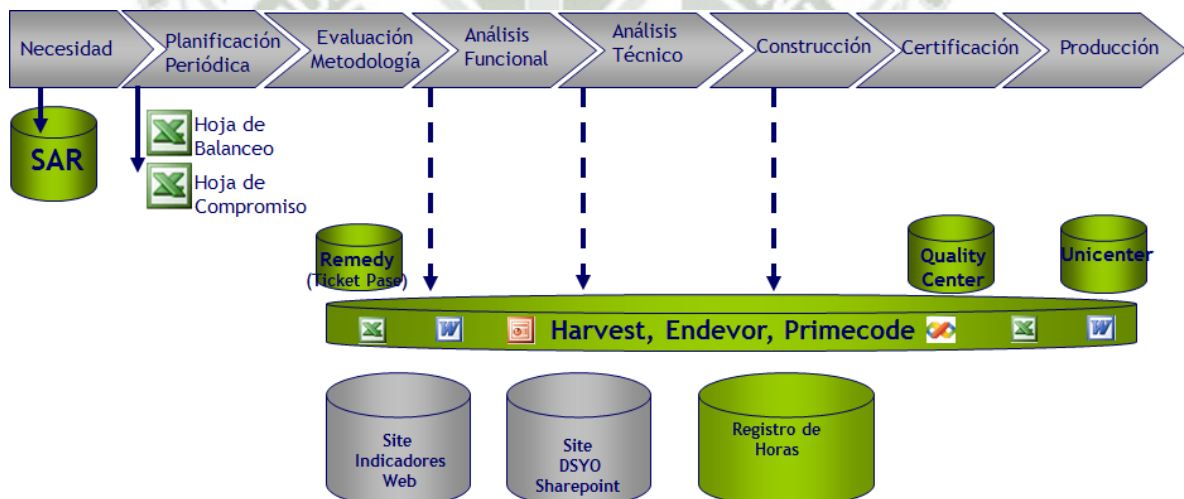 Necesidad
Planificación
Periódica
Evaluación
Metodología
Análisis
Funcional
Análisis
Técnico
Construcción
Certificación
Producción
SAR
Hoja de
Balanceo
Hoja de
Compromiso
Remedy
(Ticket Pase)
Quality
Center
Unicenter
Harvest, Endevor, Primecode
Site
Indicadores
Web
Site
DSYO
Sharepoint
Registro de
Horas